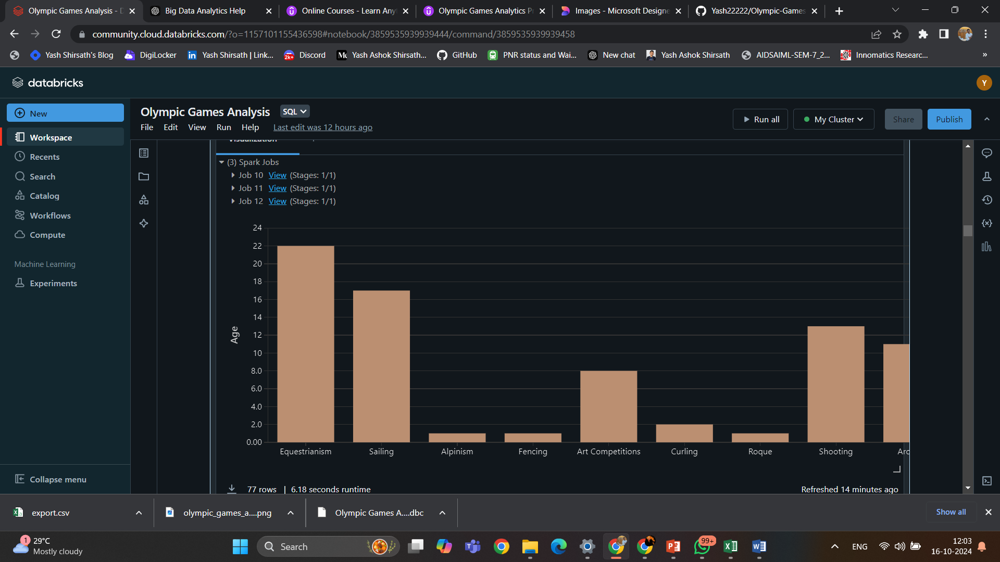 Olympic Games Analysis - D
Big Data Analytics Help
Online Courses - Learn Any
Olympic Games Analytics Pr
Images - Microsoft Designe
Yash22222/Olympic-Games
community.cloud.databricks.com/?o=1157101155436598#notebook/3859535939939444/command/3859535939939458
Yash Shirsath's Blog
DigiLocker
Yash Shirsath | Link...
2k+
Discord
Yash Ashok Shirsath...
GitHub
PNR status and Wai...
New chat
Yash Ashok Shirsath
AIDSAIML-SEM-7_2...
Innomatics Researc...
databricks
Y
New
Workspace
Recents
Search
Catalog
Workflows
Compute
Machine Learning
Experiments
Collapse menu
Olympic Games Analysis
SQL
File Edit View Run Help
Last edit was 12 hours ago
Run all
My Cluster
Share
Publish
Visualization
(3) Spark Jobs
Job 10 View (Stages: 1/1)
Job 11 View (Stages: 1/1)
Job 12 View (Stages: 1/1)
24
22
20
18
16
14
12
10
8.0
6.0
4.0
2.0
0.00
Age
Equestrianism
Sailing
Alpinism
Fencing
Art Competitions
Curling
Roque
Shooting
Arc
77 rows | 6.18 seconds runtime
Refreshed 14 minutes ago
export.csv
olympic_games_a....png
Olympic Games A....dbc
Show all
1
29°C
Mostly cloudy
Search
99+
ENG
12:03
16-10-2024